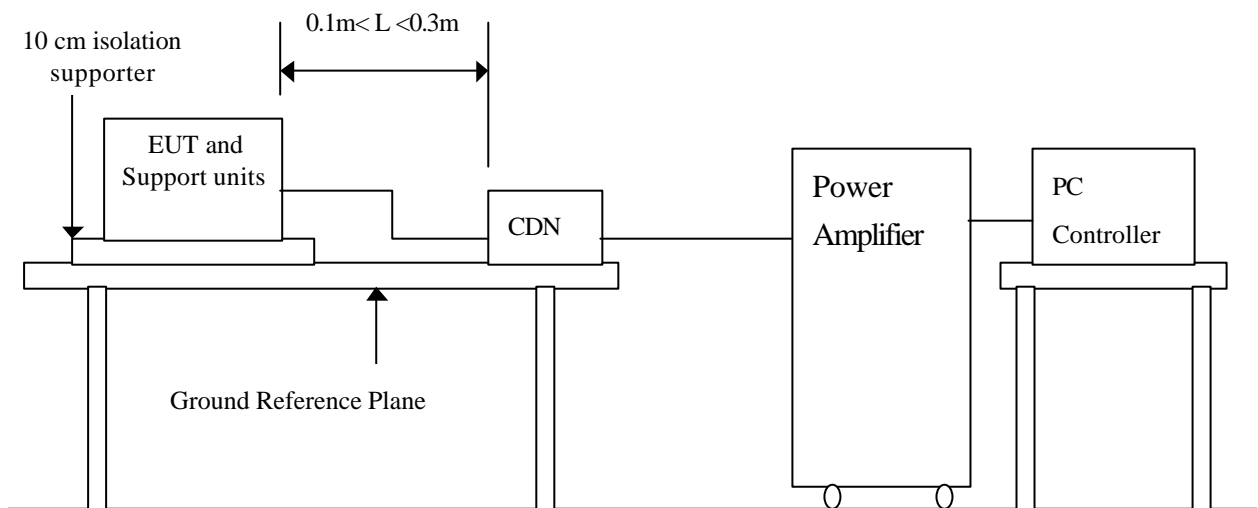 0.1m< L <0.3m
10 cm isolation
supporter
EUT and
Support units
CDN
Power
Amplifier
PC
Controller
Ground Reference Plane